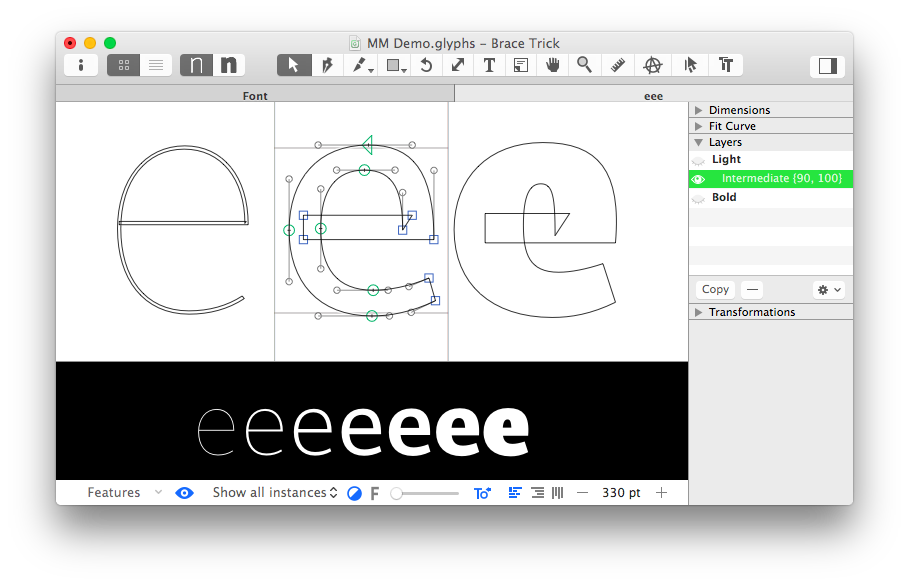 MM Demo.glyphs – Brace Trick
n n T
Font eee
Dimensions
Fit Curve
Layers
Light
Intermediate {90, 100}
Bold
Copy
Transformations
e e e
eeeeeee
Features Show all instances F 330 pt